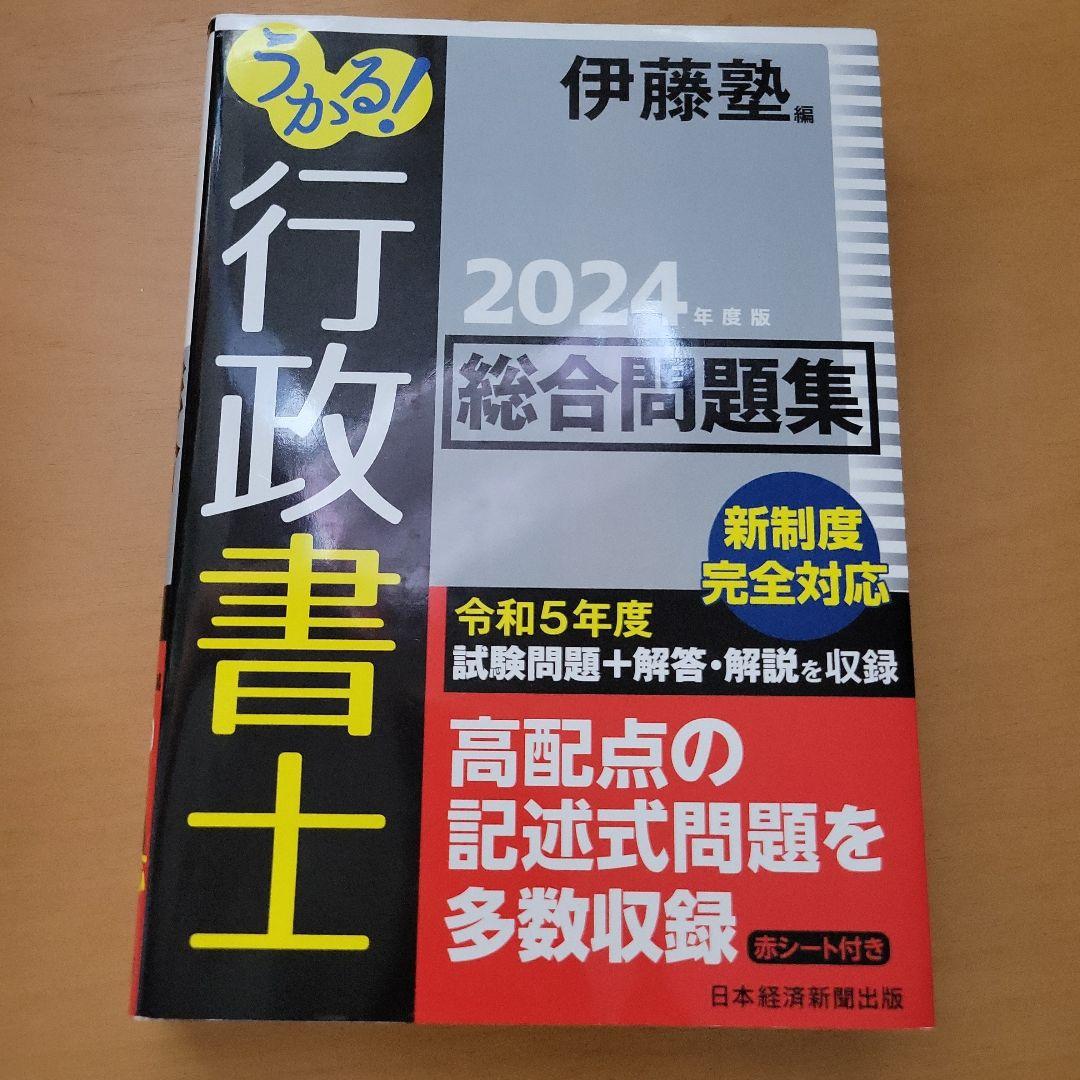 うかる!
行政書士
伊藤塾編
2024年度版
総合問題集
新制度
完全対応
令和5年度
試験問題+解答・解説を収録
高配点の
記述式問題を
多数収録
赤シート付き
日本経済新聞出版